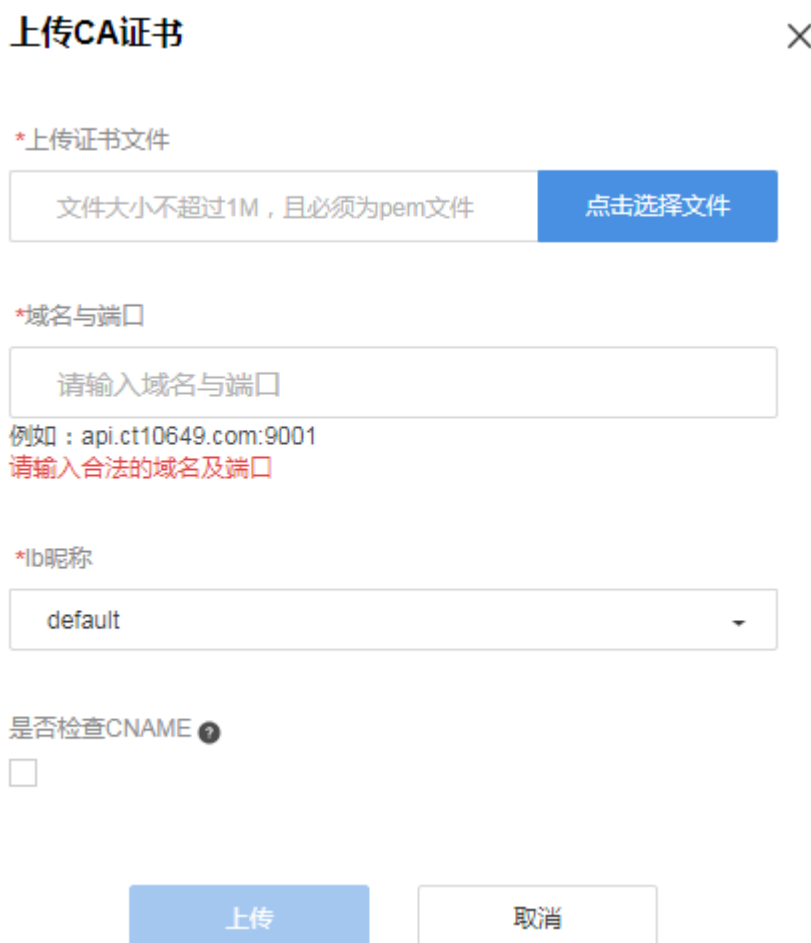 上传CA证书
*上传证书文件
文件大小不超过1M，且必须为pem文件
点击选择文件
*域名与端口
请输入域名与端口
例如：api.ct10649.com:9001
请输入合法的域名及端口
*lb昵称
default
是否检查CNAME ?
上传
取消